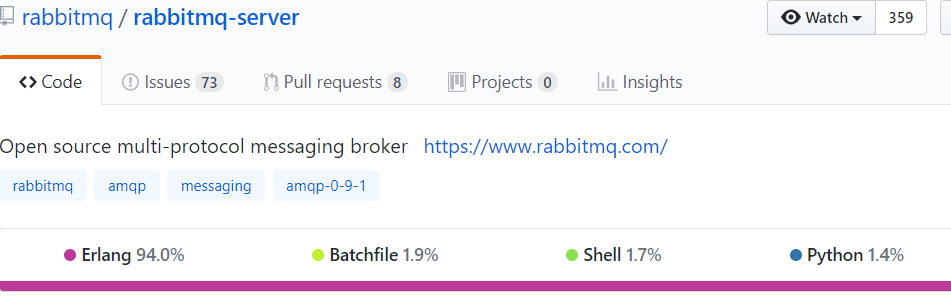 rabbitmq / rabbitmq-server Watch 359
Code Issues 73 Pull requests 8 Projects 0 Insights
Open source multi-protocol messaging broker https://www.rabbitmq.com/
rabbitmq amqp messaging amqp-0-9-1
Erlang 94.0% Batchfile 1.9% Shell 1.7% Python 1.4%